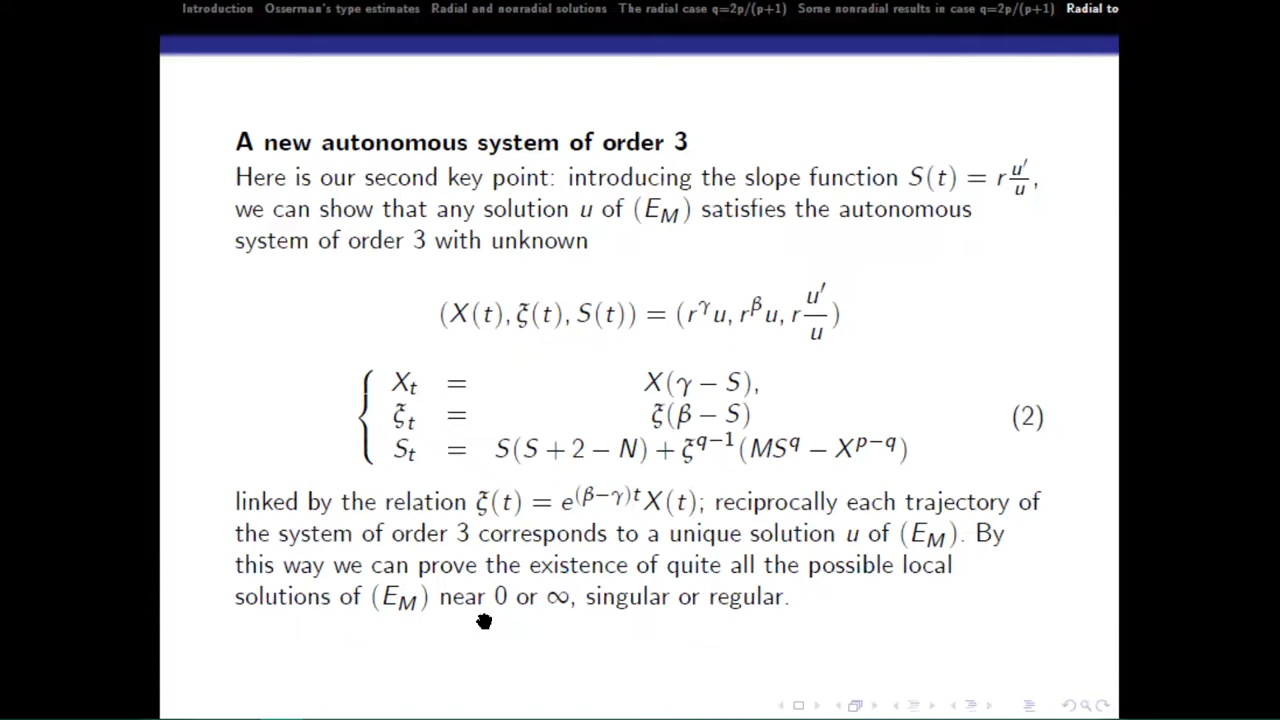 Introduction Osserman's type estimates Radial and nonradial solutions The radial case q=2p/(p+1) Some nonradial results in case q=2p/(p+1) Radial to
A new autonomous system of order 3
Here is our second key point: introducing the slope function S(t) = r u′/u,
we can show that any solution u of (E_M) satisfies the autonomous
system of order 3 with unknown
(X(t), ξ(t), S(t)) = (r^γ u, r^β u, r u′/u)
X_t = X(γ − S),
ξ_t = ξ(β − S) (2)
S_t = S(S + 2 − N) + ξ^{q−1}(MS^q − X^{p−q})
linked by the relation ξ(t) = e^{(β−γ)t}X(t); reciprocally each trajectory of
the system of order 3 corresponds to a unique solution u of (E_M). By
this way we can prove the existence of quite all the possible local
solutions of (E_M) near 0 or ∞, singular or regular.